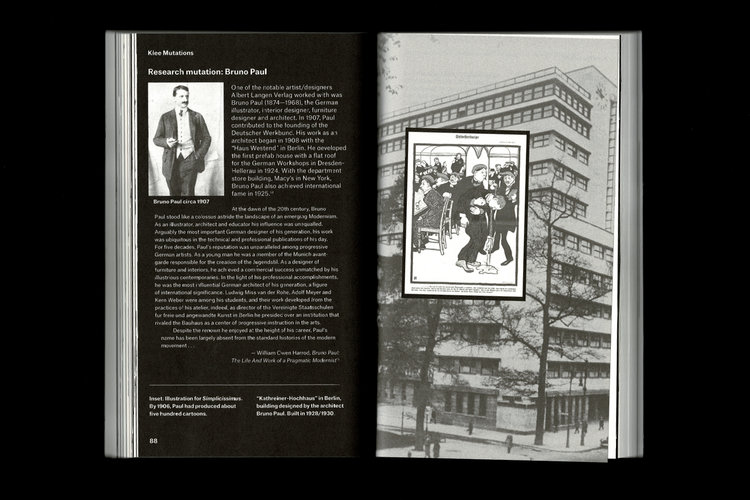 Klee Mutations
Research mutation: Bruno Paul
One of the notable artist/designers
Albert Langen Verlag worked with was
Bruno Paul (1874–1968), the German
illustrator, interior designer, furniture
designer and architect. In 1907, Paul
contributed to the founding of the
Deutscher Werkbund. His work as an
architect began in 1908 with the
"Haus Westend" in Berlin. He developed
the first prefab house with a flat roof
for the German Workshops in Dresden-
Hellerau in 1924. With the department
store building, Macy's in New York,
Bruno Paul also achieved international
fame in 1925.
Bruno Paul circa 1907
At the dawn of the 20th century, Bruno
Paul stood like a colossus astride the landscape of an emerging Modernism.
As an illustrator, architect and educator his influence was unequalled.
Arguably the most important German designer of his generation, his work
was ubiquitous in the technical and professional publications of his day.
For five decades, Paul's reputation was unparalleled among progressive
German artists. As a young man he was a member of the Munich avant-
garde responsible for the creation of the Jugendstil. As a designer of
furniture and interiors, he achieved a commercial success unmatched by his
illustrious contemporaries. In the light of his professional accomplishments,
he was the most influential German architect of his generation, a figure
of international significance. Ludwig Mies van der Rohe, Adolf Meyer and
Kem Weber were among his students, and their work developed from the
practices of his atelier, indeed, as director of the Vereinigte Staatsschulen
fur freie und angewandte Kunst in Berlin he presided over an institution that
rivaled the Bauhaus as a center of progressive instruction in the arts.
Despite the renown he enjoyed at the height of his career, Paul's
name has been largely absent from the standard histories of the modern
movement . . .
— William Owen Harrod, Bruno Paul:
The Life And Work of a Pragmatic Modernist
Inset. Illustration for Simplicissimus.
By 1906, Paul had produced about
five hundred cartoons.
"Kathreiner-Hochhaus" in Berlin,
building designed by the architect
Bruno Paul. Built in 1928/1930.
88